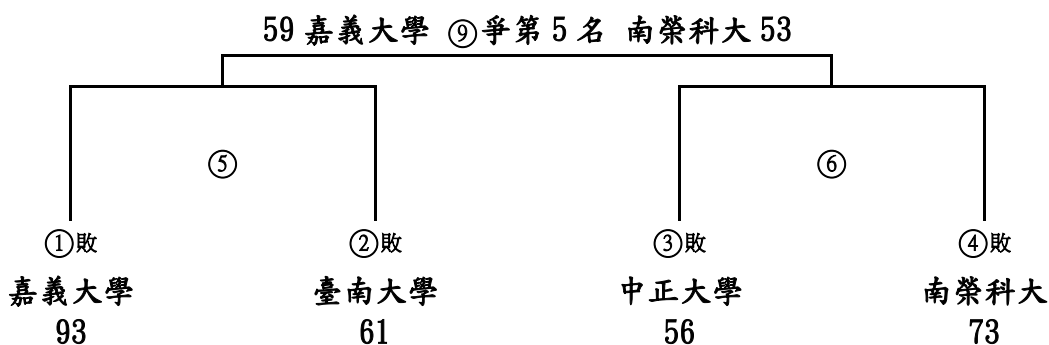 59 嘉義大學 ⑨爭第 5 名 南榮科大 53
⑤ ⑥
①敗 ②敗 ③敗 ④敗
嘉義大學 臺南大學 中正大學 南榮科大
93 61 56 73